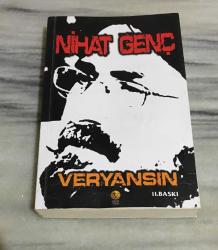 NİHAT GENÇ
VERYANSIN
11.BASKI